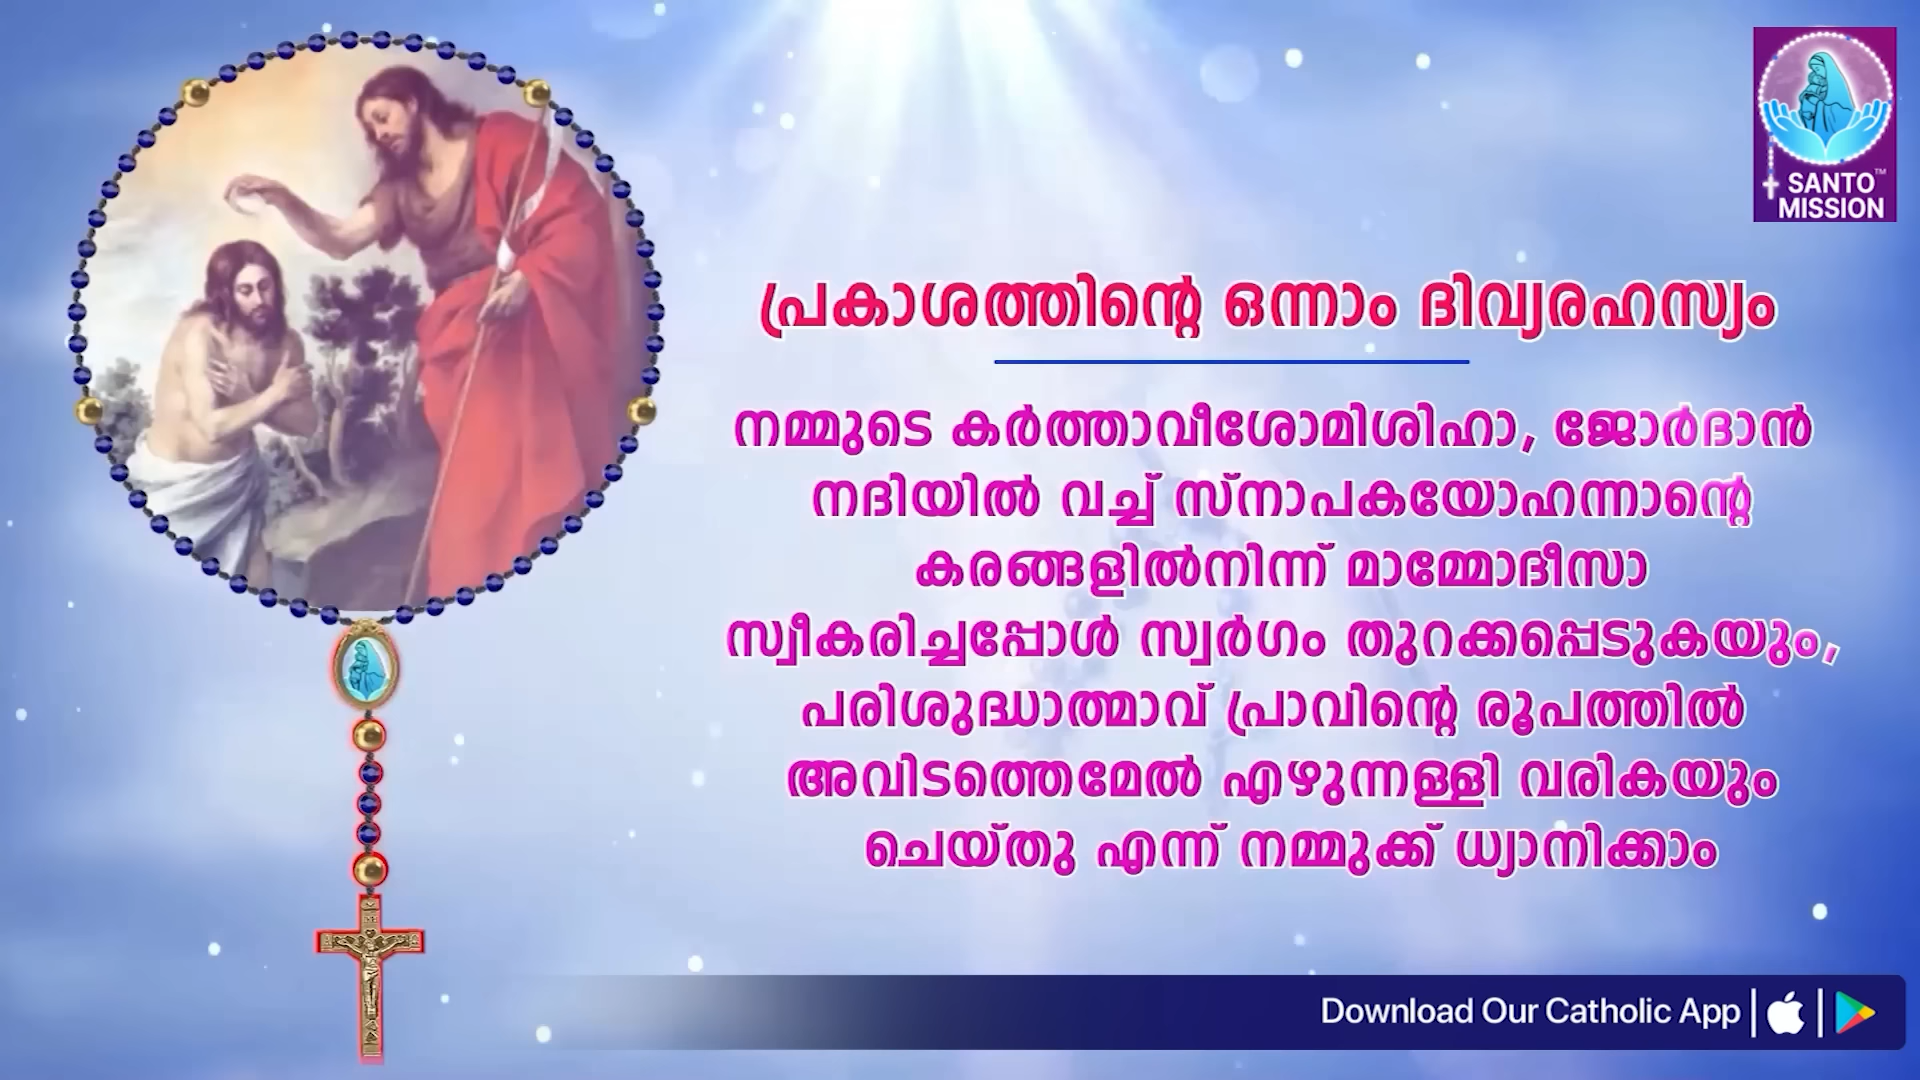 SANTO™
MISSION
പ്രകാശത്തിന്റെ ഒന്നാം ദിവ്യരഹസ്യം
നമ്മുടെ കർത്താവീശോമിശിഹാ, ജോർദാൻ
നദിയിൽ വച്ച് സ്നാപകയോഹന്നാന്റെ
കരങ്ങളിൽനിന്ന് മാമ്മോദീസാ
സ്വീകരിച്ചപ്പോൾ സ്വർഗം തുറക്കപ്പെടുകയും,
പരിശുദ്ധാത്മാവ് പ്രാവിന്റെ രൂപത്തിൽ
അവിടത്തെമേൽ എഴുന്നള്ളി വരികയും
ചെയ്തു എന്ന് നമ്മുക്ക് ധ്യാനിക്കാം
Download Our Catholic App